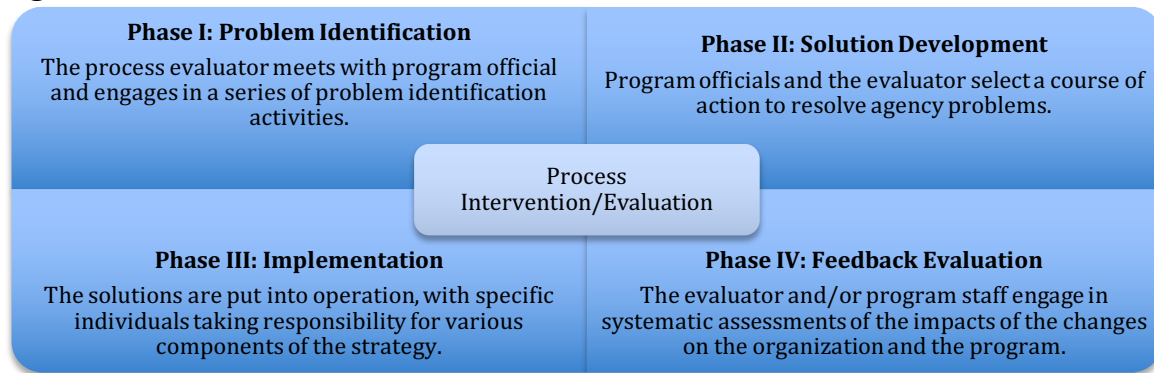 Phase I: Problem Identification
The process evaluator meets with program official
and engages in a series of problem identification
activities.
Phase II: Solution Development
Program officials and the evaluator select a course of
action to resolve agency problems.
Process
Intervention/Evaluation
Phase III: Implementation
The solutions are put into operation, with specific
individuals taking responsibility for various
components of the strategy.
Phase IV: Feedback Evaluation
The evaluator and/or program staff engage in
systematic assessments of the impacts of the changes
on the organization and the program.